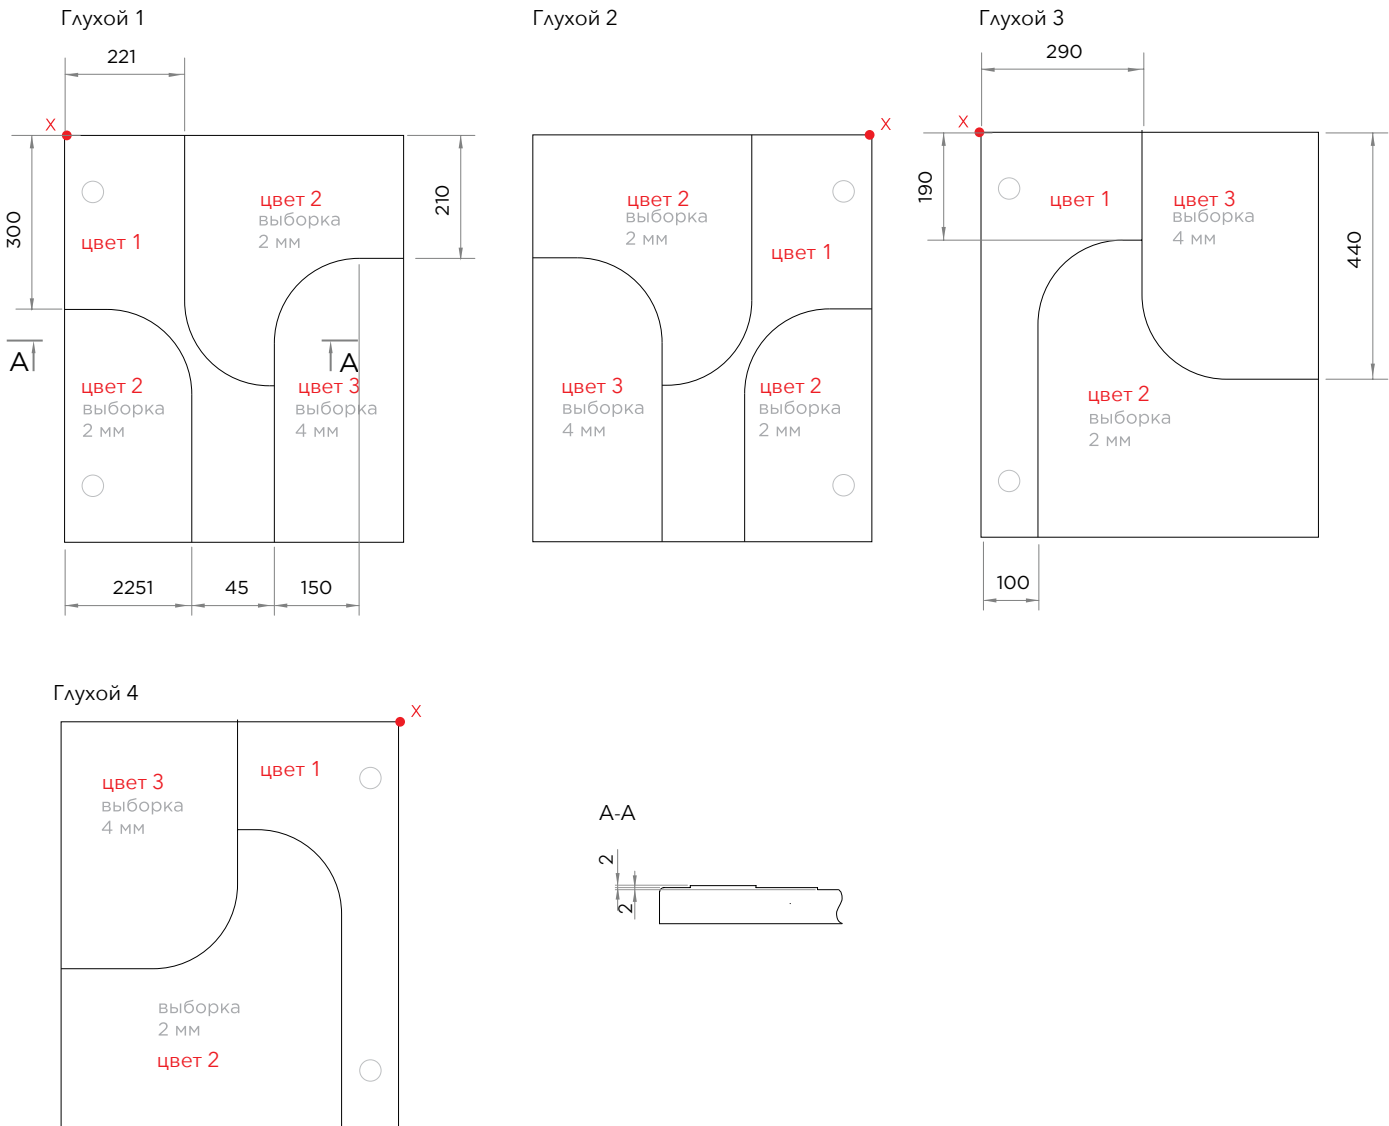 Глухой 1
221
X
300
цвет 1
цвет 2
выборка
2 мм
210
A
A
цвет 2
выборка
2 мм
цвет 3
выборка
4 мм
2251
45
150
Глухой 2
X
цвет 2
выборка
2 мм
цвет 1
цвет 3
выборка
4 мм
цвет 2
выборка
2 мм
Глухой 3
290
X
190
цвет 1
цвет 3
выборка
4 мм
440
цвет 2
выборка
2 мм
100
Глухой 4
X
цвет 3
выборка
4 мм
цвет 1
выборка
2 мм
цвет 2
A-A
2
2